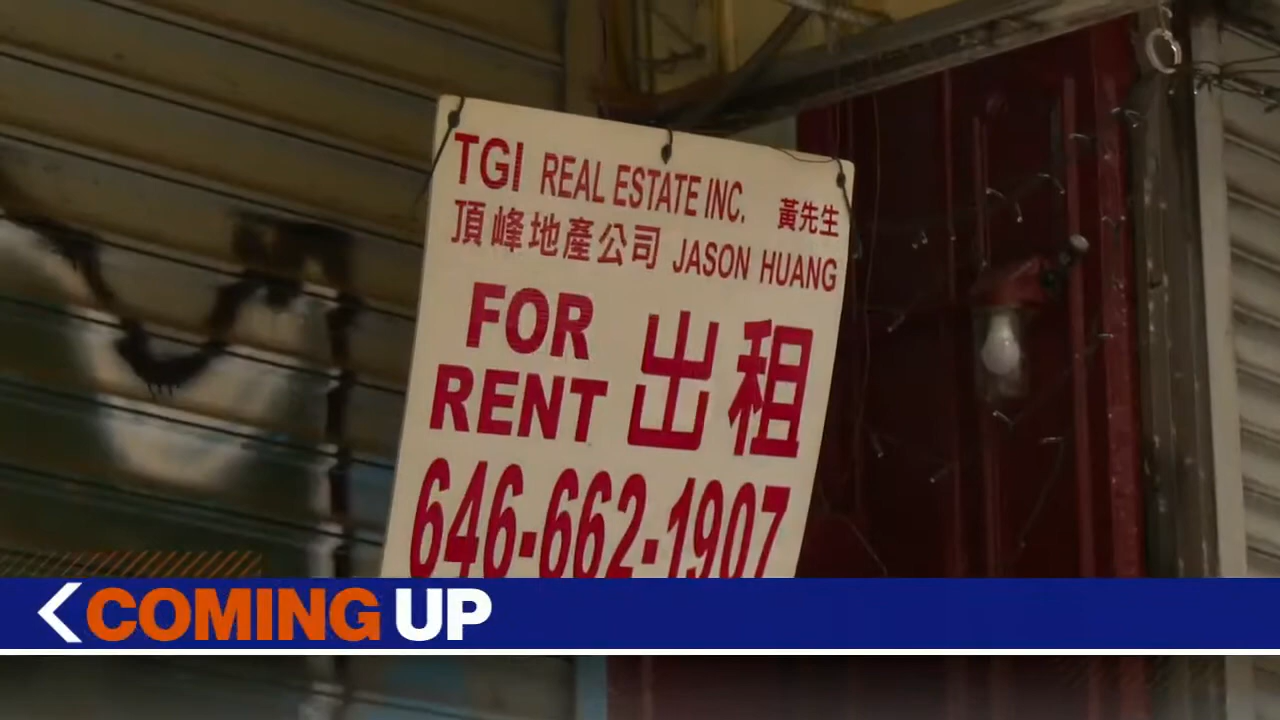 TGI REAL ESTATE INC. 黃先生
頂峰地產公司 JASON HUANG
FOR RENT 出租
646-662-1907
COMING UP